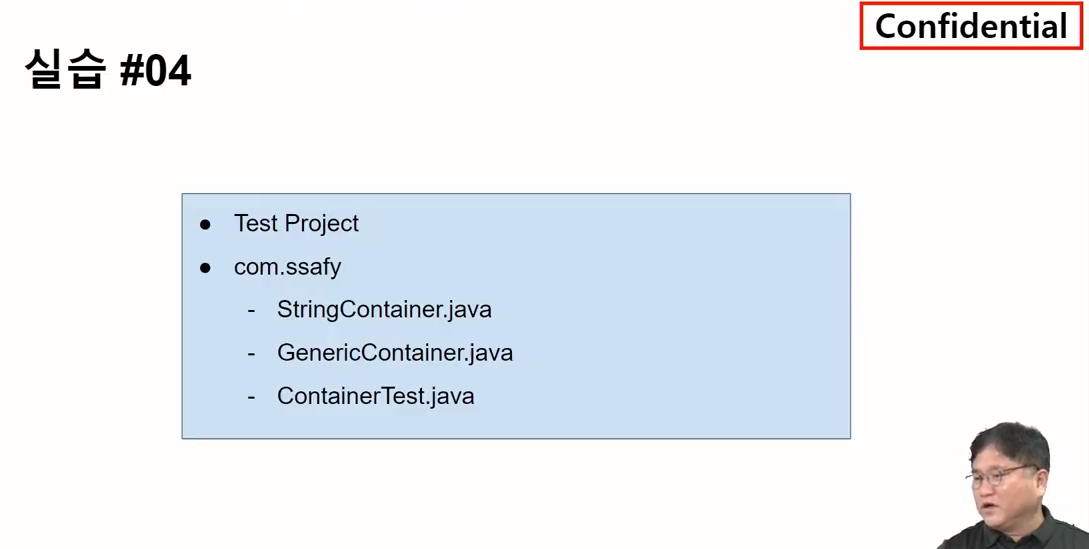 Confidential
실습 #04
● Test Project
● com.ssafy
- StringContainer.java
- GenericContainer.java
- ContainerTest.java